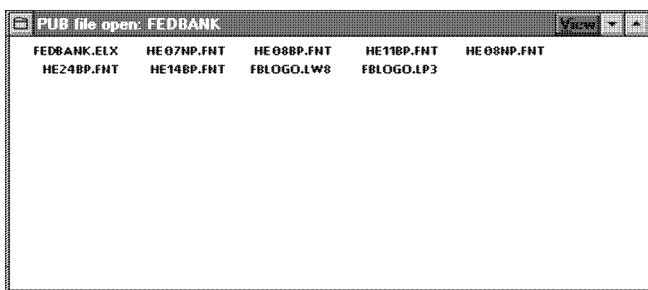 PUB file open: FEDBANK View
FEDBANK.ELX HE07NP.FNT HE08BP.FNT HE11BP.FNT HE08NP.FNT
HE24BP.FNT HE14BP.FNT FBLOGO.LW8 FBLOGO.LP3